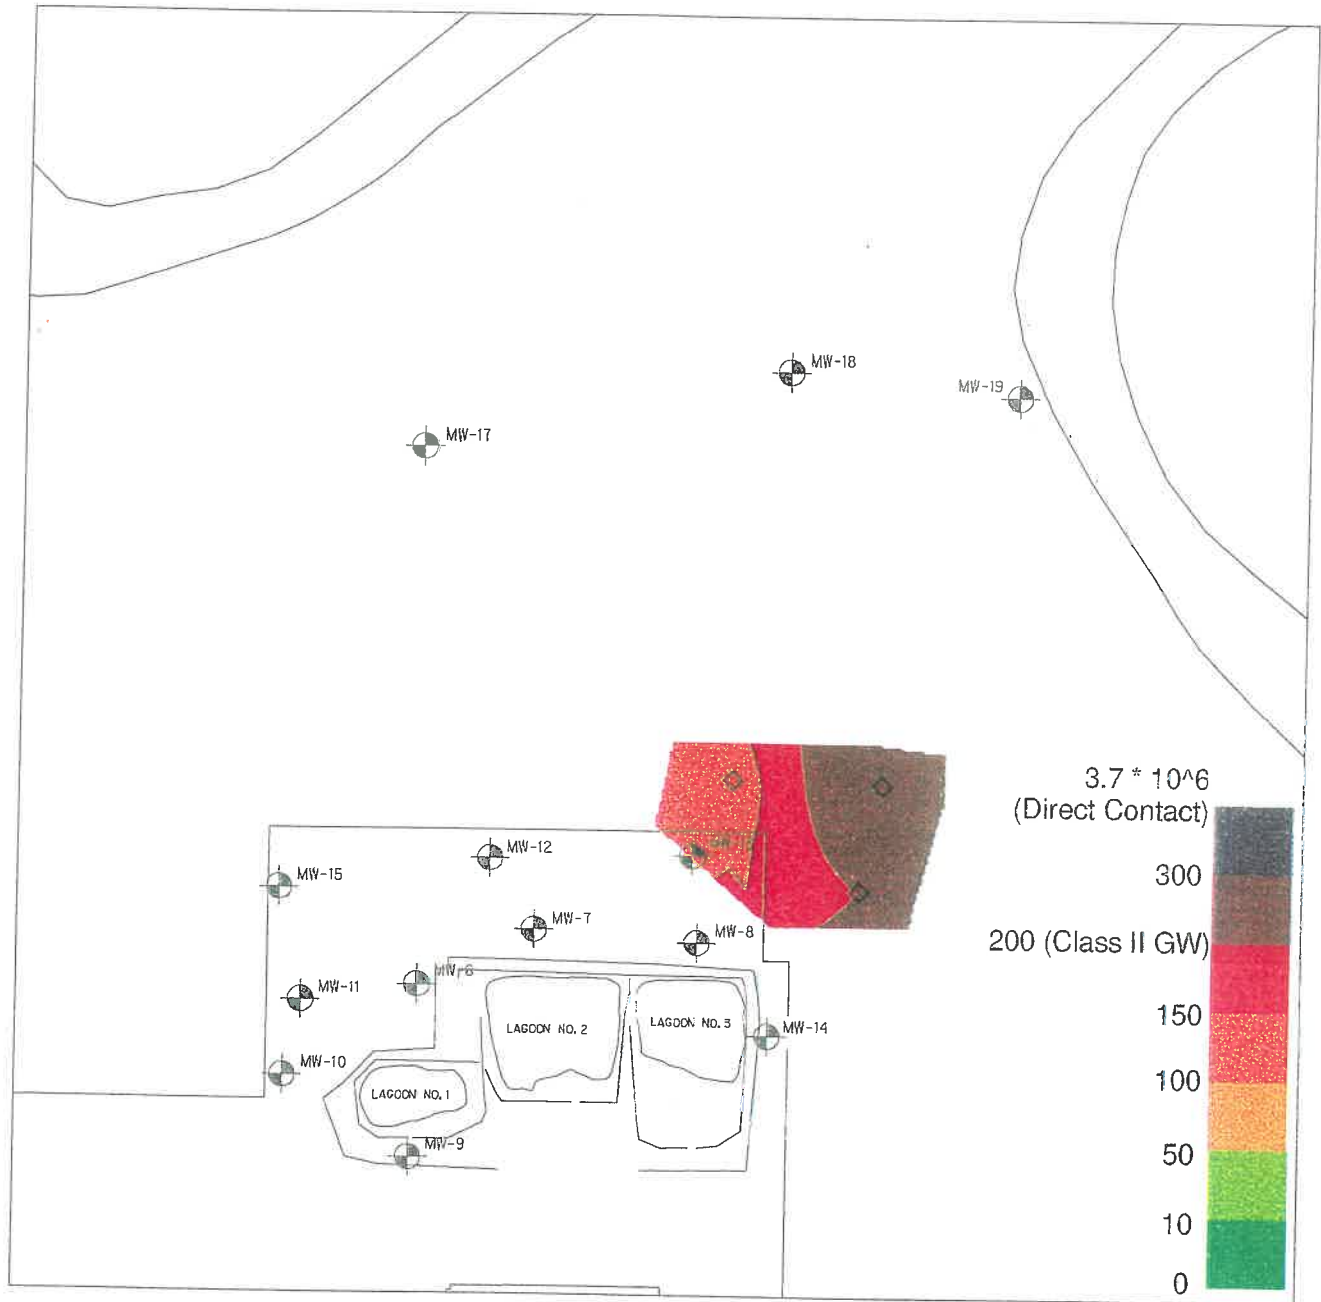 MW-18
MW-19
MW-17
3.7 * 10^6
(Direct Contact)
300
200 (Class II GW)
150
100
50
10
0
MW-12
MW-15
MW-7
MW-8
MW-6
MW-11
LAGOON NO. 2
LAGOON NO. 3
MW-14
MW-10
LAGOON NO. 1
MW-9